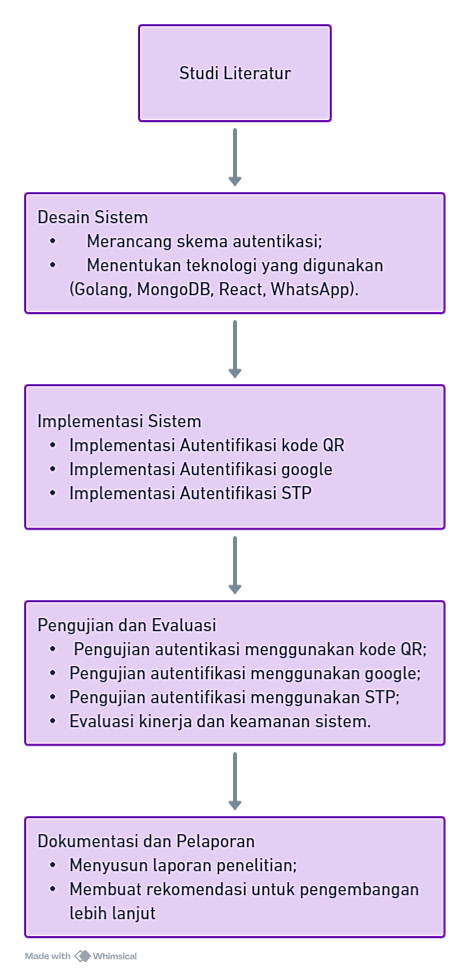 Studi Literatur
Desain Sistem
• Merancang skema autentikasi;
• Menentukan teknologi yang digunakan
(Golang, MongoDB, React, WhatsApp).
Implementasi Sistem
• Implementasi Autentifikasi kode QR
• Implementasi Autentifikasi google
• Implementasi Autentifikasi STP
Pengujian dan Evaluasi
• Pengujian autentikasi menggunakan kode QR;
• Pengujian autentifikasi menggunakan google;
• Pengujian autentifikasi menggunakan STP;
• Evaluasi kinerja dan keamanan sistem.
Dokumentasi dan Pelaporan
• Menyusun laporan penelitian;
• Membuat rekomendasi untuk pengembangan
lebih lanjut
Made with Whimsical